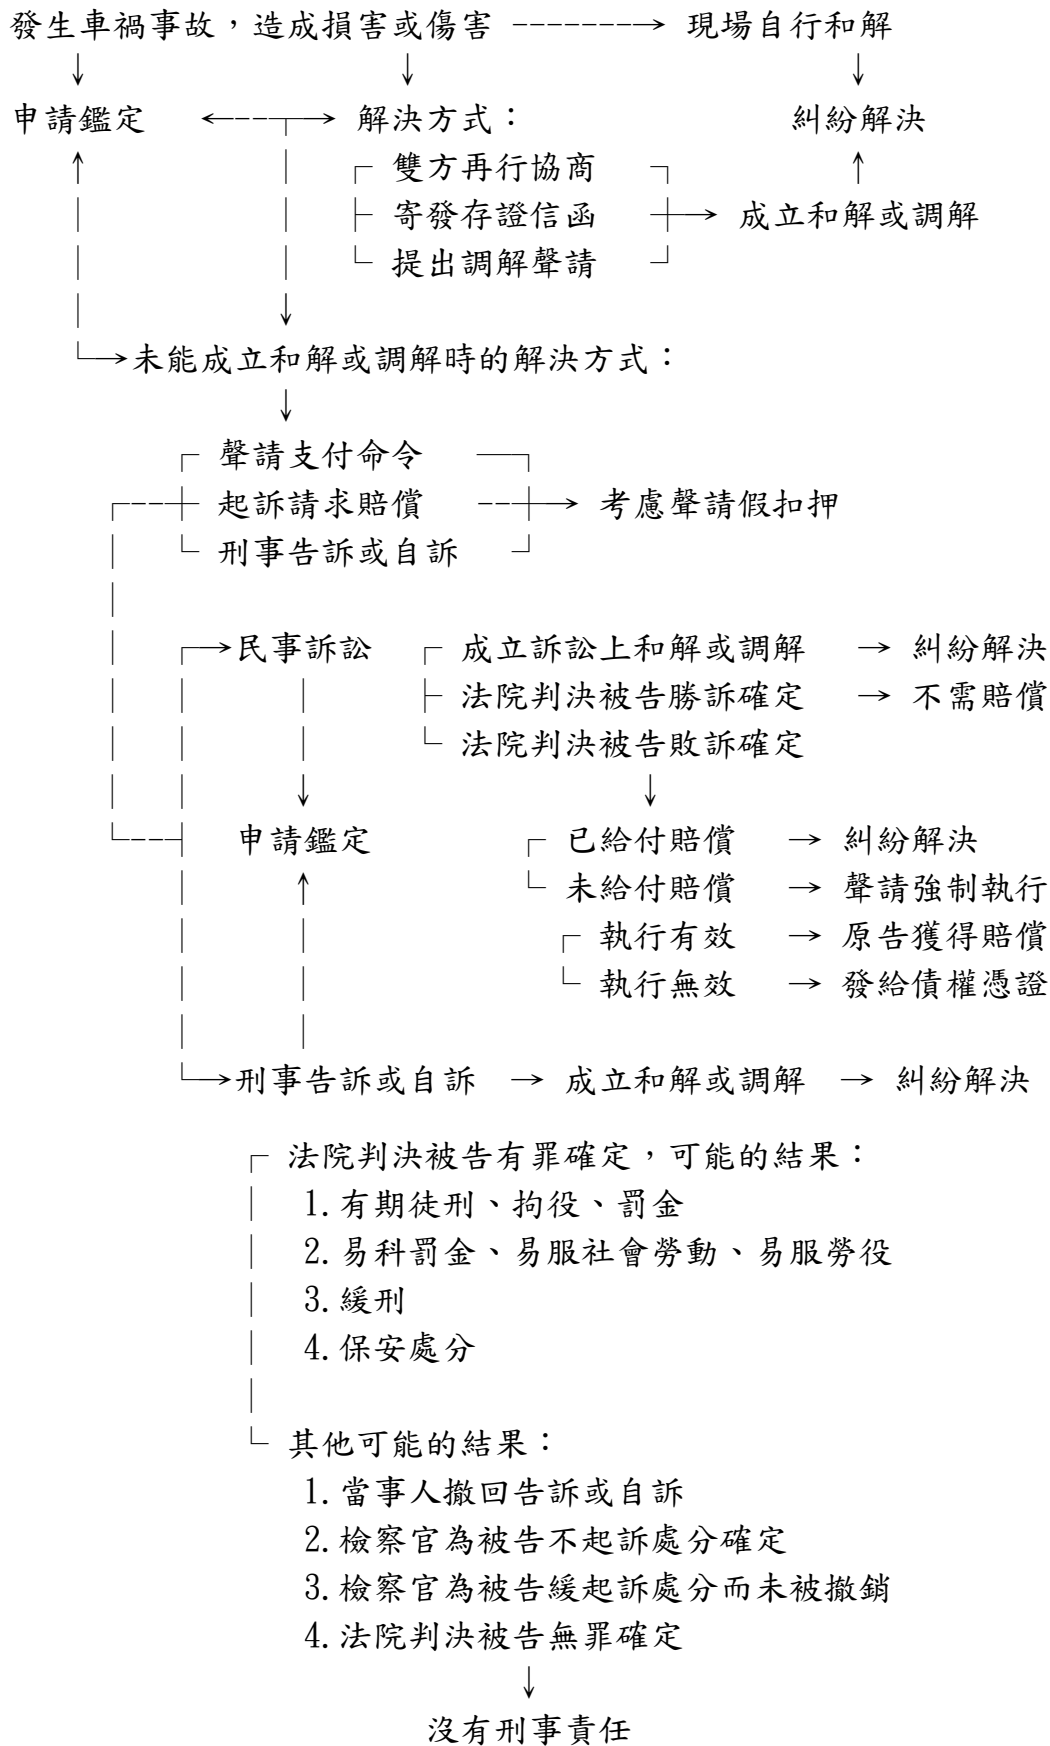 發生車禍事故，造成損害或傷害 --------→ 現場自行和解
↓ ↓ ↓
申請鑑定 ←---┬→ 解決方式： 糾紛解決
↑ │ ┌ 雙方再行協商 ┐ ↑
│ │ ├ 寄發存證信函 ┼→ 成立和解或調解
│ │ └ 提出調解聲請 ┘
│ ↓
└→未能成立和解或調解時的解決方式：
↓
┌ 聲請支付命令 ─┐
┌--┼ 起訴請求賠償 --┼→ 考慮聲請假扣押
│ └ 刑事告訴或自訴 ┘
│
│ ┌→民事訴訟 ┌ 成立訴訟上和解或調解 → 糾紛解決
│ │ │ ├ 法院判決被告勝訴確定 → 不需賠償
│ │ │ └ 法院判決被告敗訴確定
│ │ ↓ ↓
└--┤ 申請鑑定 ┌ 已給付賠償 → 糾紛解決
│ ↑ └ 未給付賠償 → 聲請強制執行
│ │ ┌ 執行有效 → 原告獲得賠償
│ │ └ 執行無效 → 發給債權憑證
│ │
└→刑事告訴或自訴 → 成立和解或調解 → 糾紛解決
┌ 法院判決被告有罪確定，可能的結果：
│ 1.有期徒刑、拘役、罰金
│ 2.易科罰金、易服社會勞動、易服勞役
│ 3.緩刑
│ 4.保安處分
│
└ 其他可能的結果：
1.當事人撤回告訴或自訴
2.檢察官為被告不起訴處分確定
3.檢察官為被告緩起訴處分而未被撤銷
4.法院判決被告無罪確定
↓
沒有刑事責任